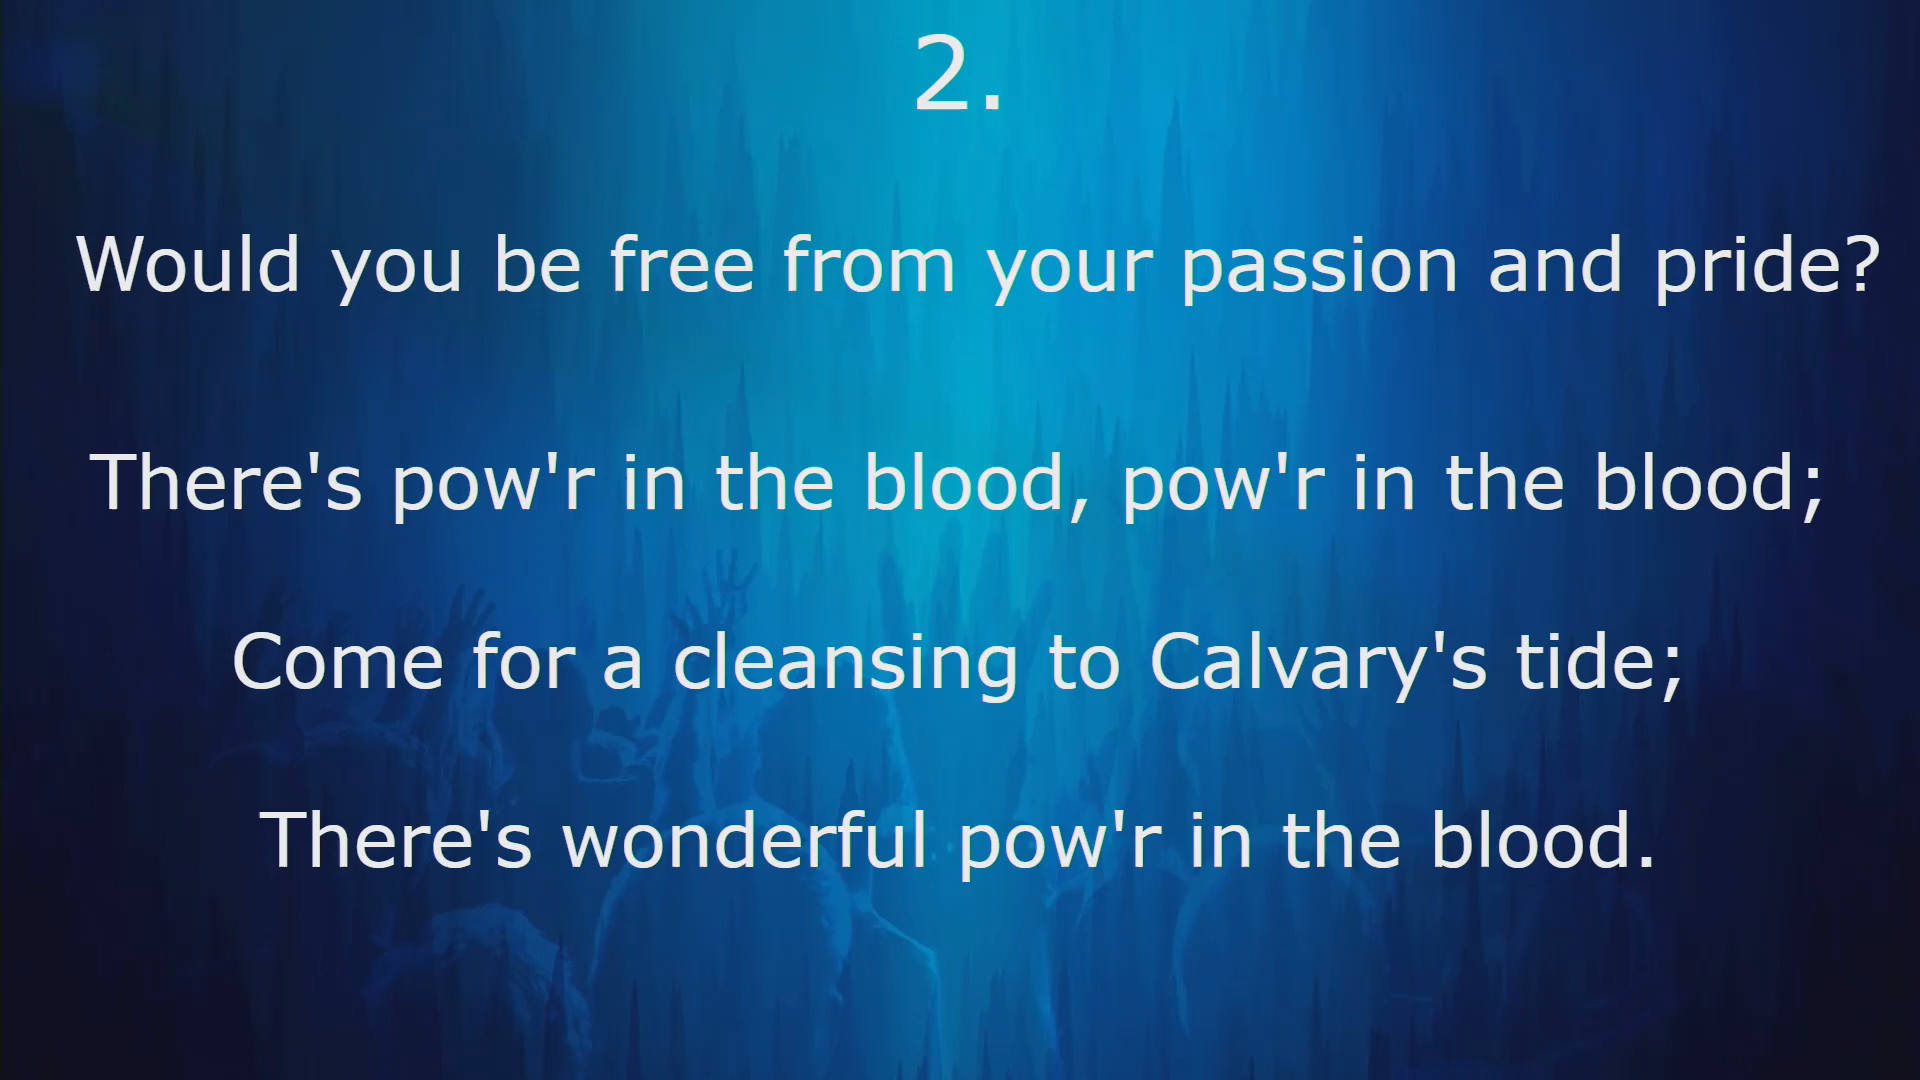 2.
Would you be free from your passion and pride?
There's pow'r in the blood, pow'r in the blood;
Come for a cleansing to Calvary's tide;
There's wonderful pow'r in the blood.